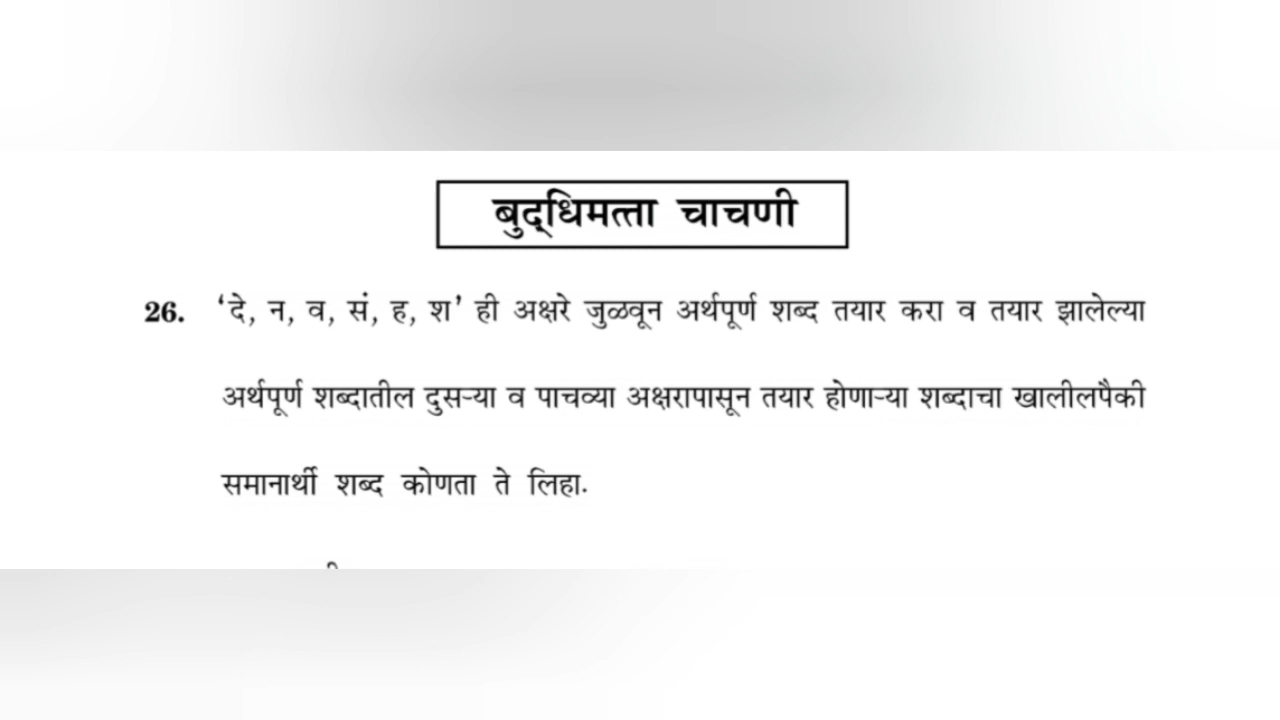 बुद्‌धिमत्ता चाचणी
26. ‘दे, न, व, सं, ह, श’ ही अक्षरे जुळवून अर्थपूर्ण शब्द तयार करा व तयार झालेल्या
अर्थपूर्ण शब्दातील दुसऱ्या व पाचव्या अक्षरापासून तयार होणाऱ्या शब्दाचा खालीलपैकी
समानार्थी शब्द कोणता ते लिहा.